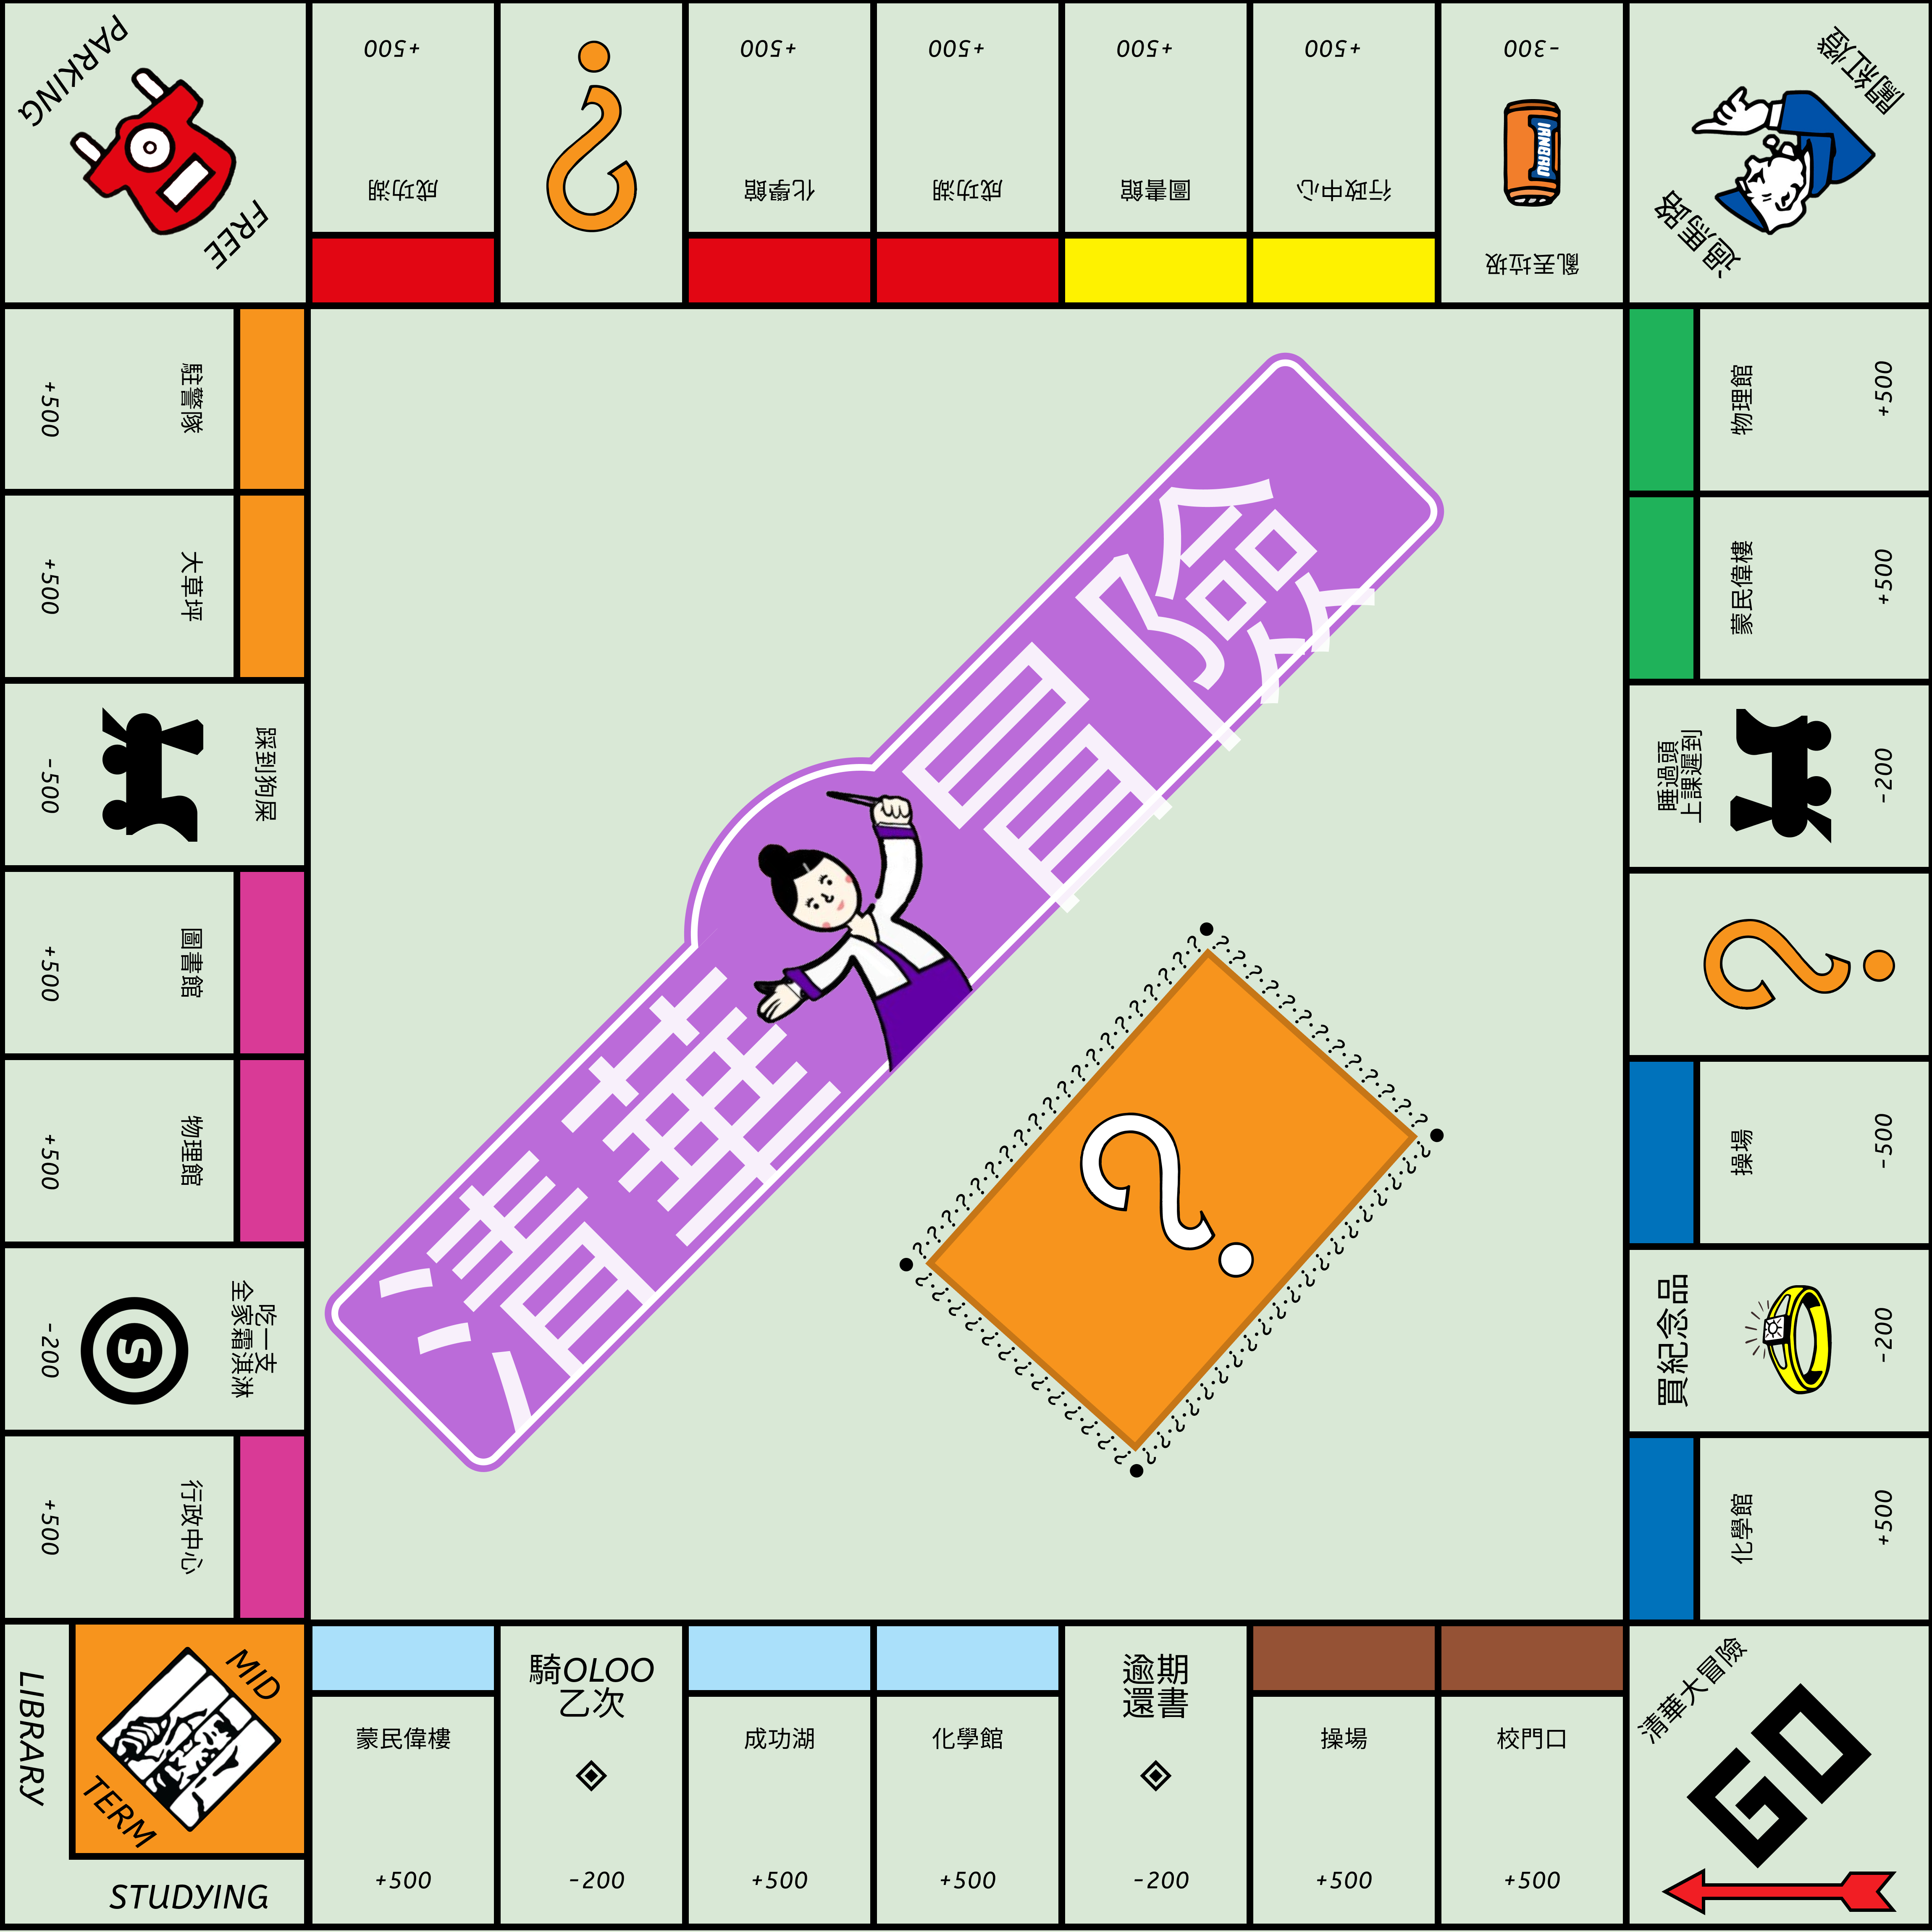 PARKING
FREE
+500
成功湖
?
+500
化學館
+500
成功湖
+500
圖書館
+500
行政中心
-300
亂丟垃圾
過馬路
闖紅燈
+500
駐警隊
+500
大草坪
-500
踩到狗屎
+500
圖書館
+500
物理館
-200
吃一支
全家霜淇淋
S
+500
行政中心
清華
冒險
?
物理館
+500
蒙民偉樓
+500
睡過頭
上課遲到
-200
?
操場
-500
買紀念品
-200
化學館
+500
LIBRARY
MID
TERM
STUDYING
蒙民偉樓
+500
騎OLOO
乙次
-200
成功湖
+500
化學館
+500
逾期
還書
-200
操場
+500
校門口
+500
清華大冒險
GO